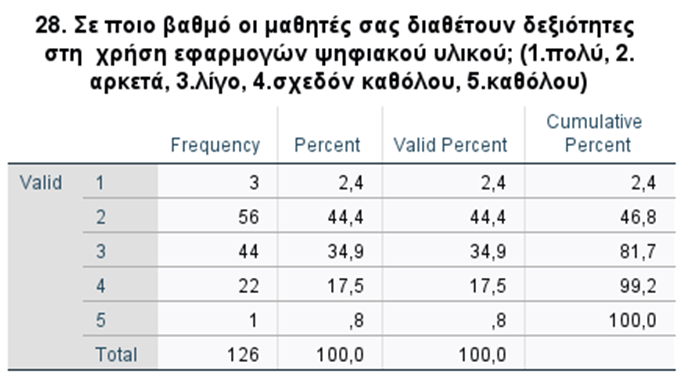 28. Σε ποιο βαθμό οι μαθητές σας διαθέτουν δεξιότητες
στη χρήση εφαρμογών ψηφιακού υλικού; (1.πολύ, 2.
αρκετά, 3.λίγο, 4.σχεδόν καθόλου, 5.καθόλου)
Frequency Percent Valid Percent Cumulative Percent
Valid 1 3 2,4 2,4 2,4
2 56 44,4 44,4 46,8
3 44 34,9 34,9 81,7
4 22 17,5 17,5 99,2
5 1 ,8 ,8 100,0
Total 126 100,0 100,0